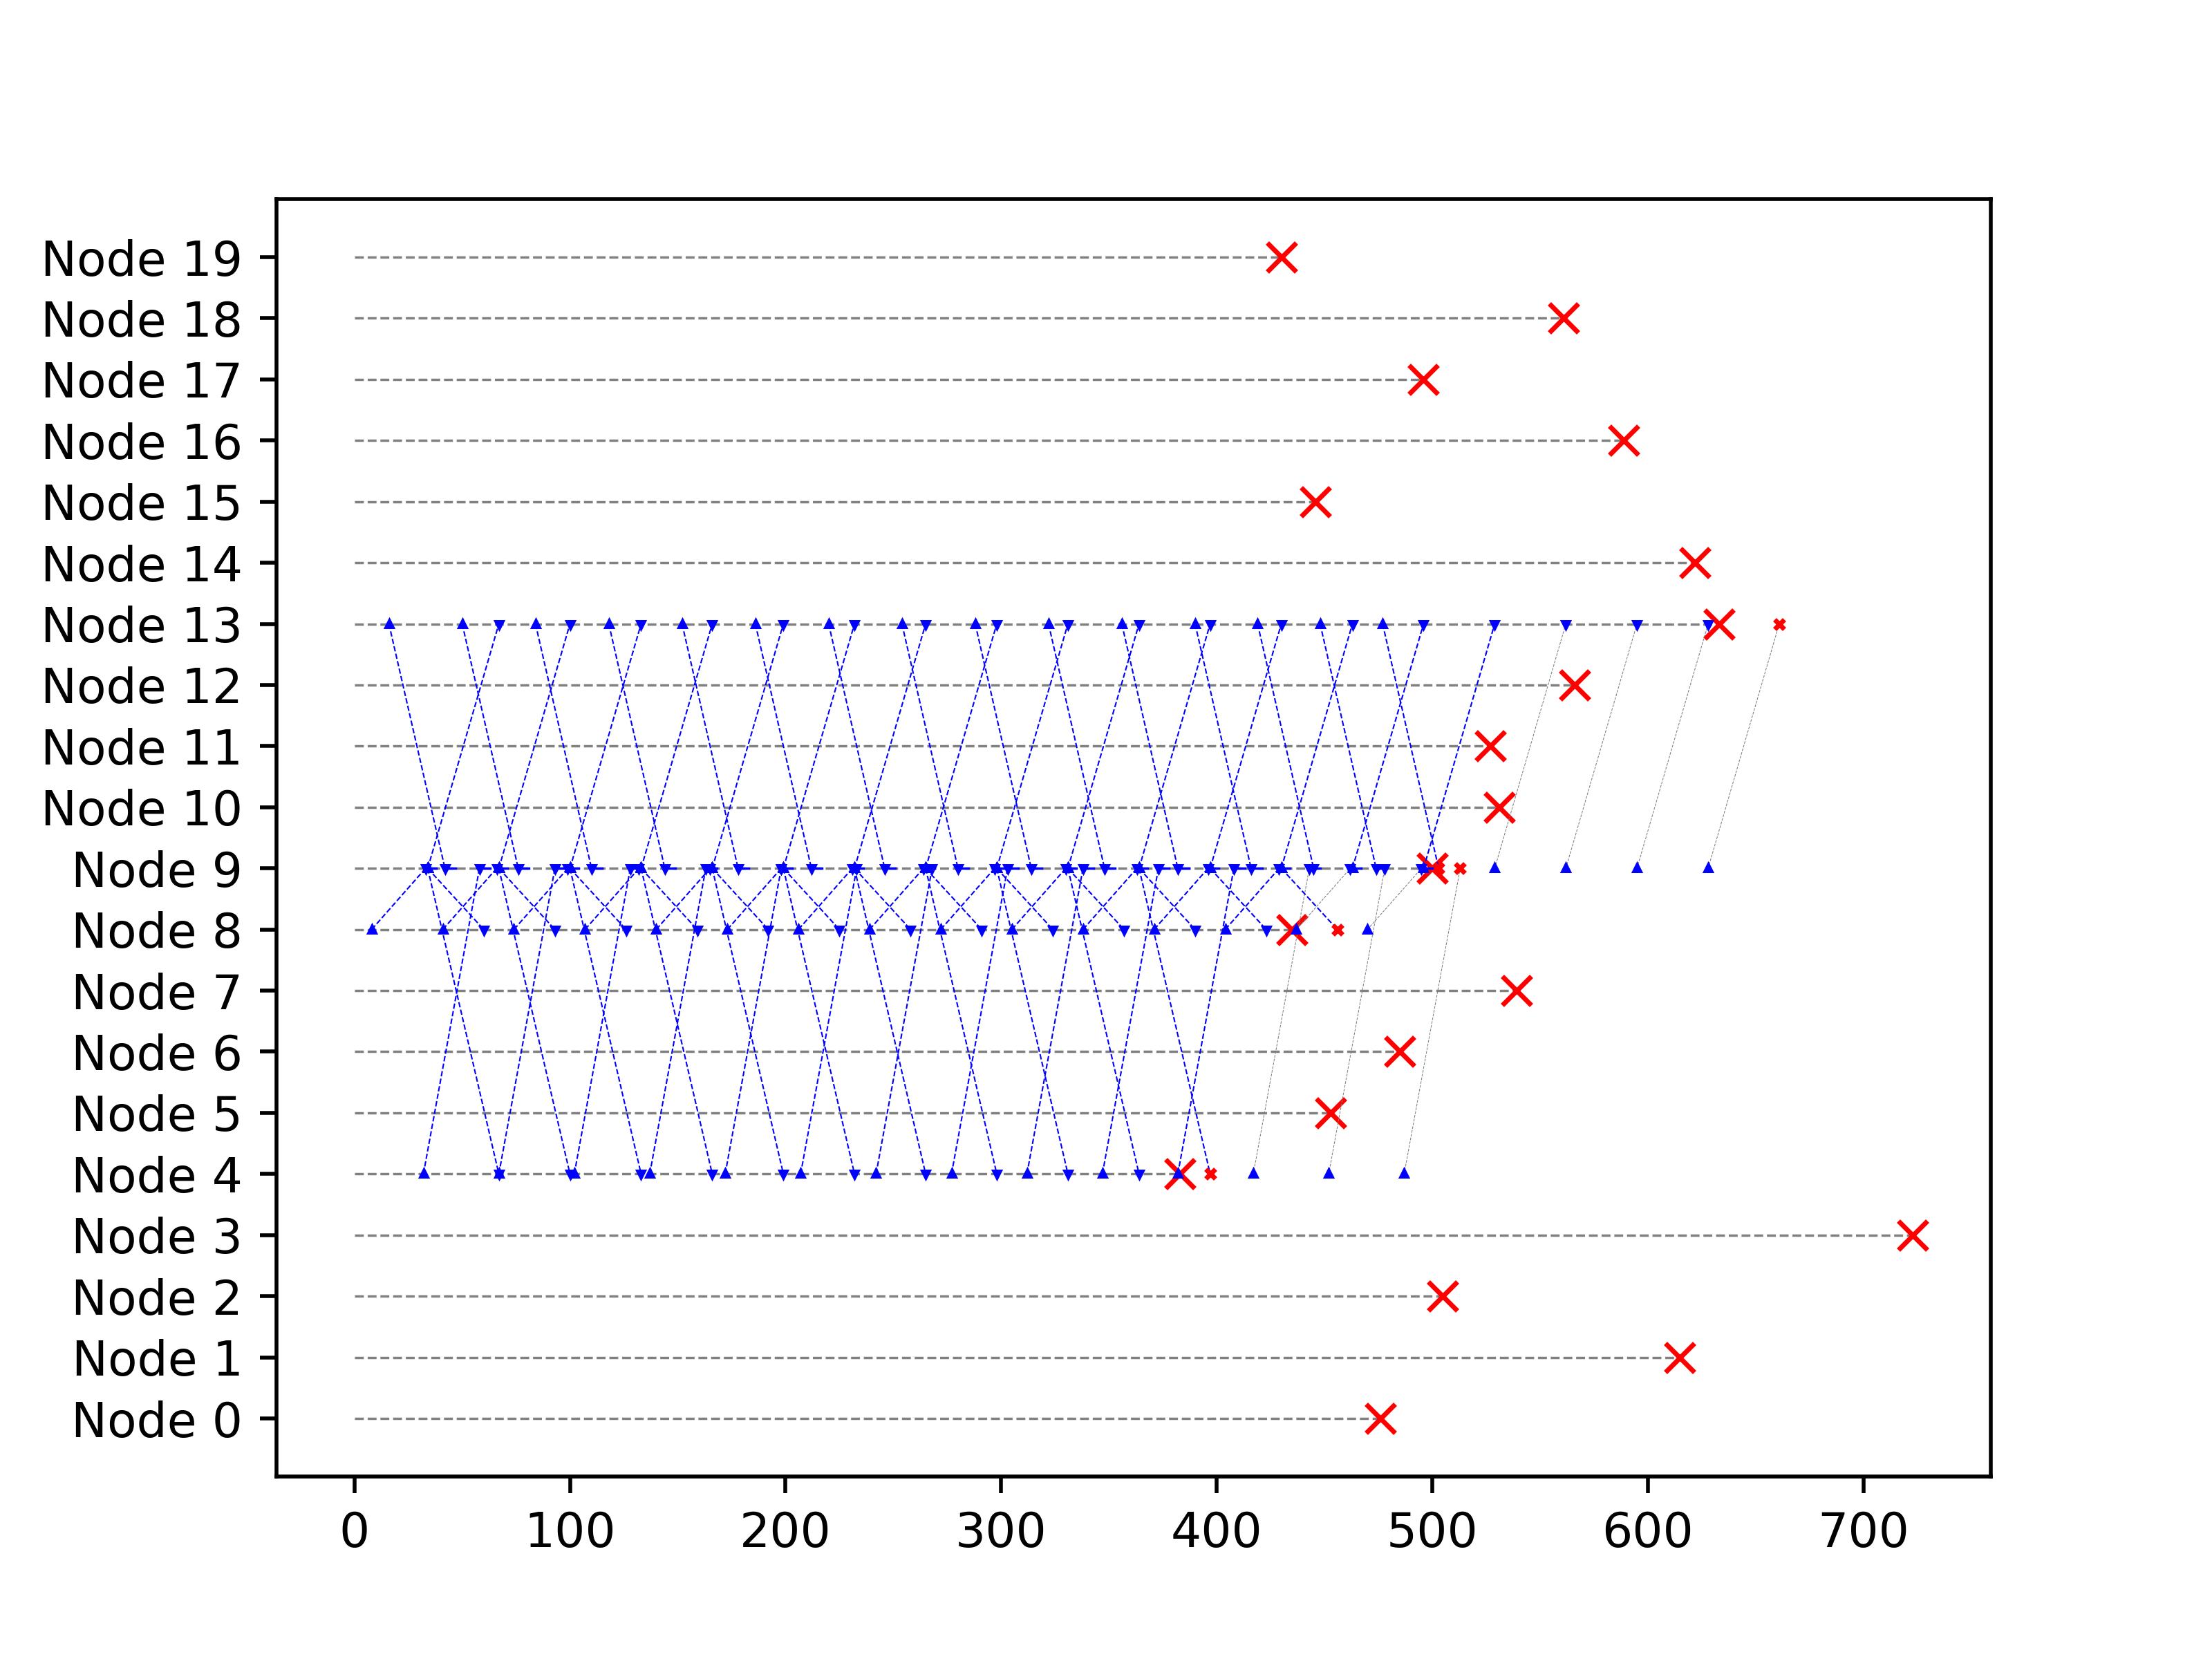 Node 19
Node 18
Node 17
Node 16
Node 15
Node 14
Node 13
Node 12
Node 11
Node 10
Node 9
Node 8
Node 7
Node 6
Node 5
Node 4
Node 3
Node 2
Node 1
Node 0
0 100 200 300 400 500 600 700